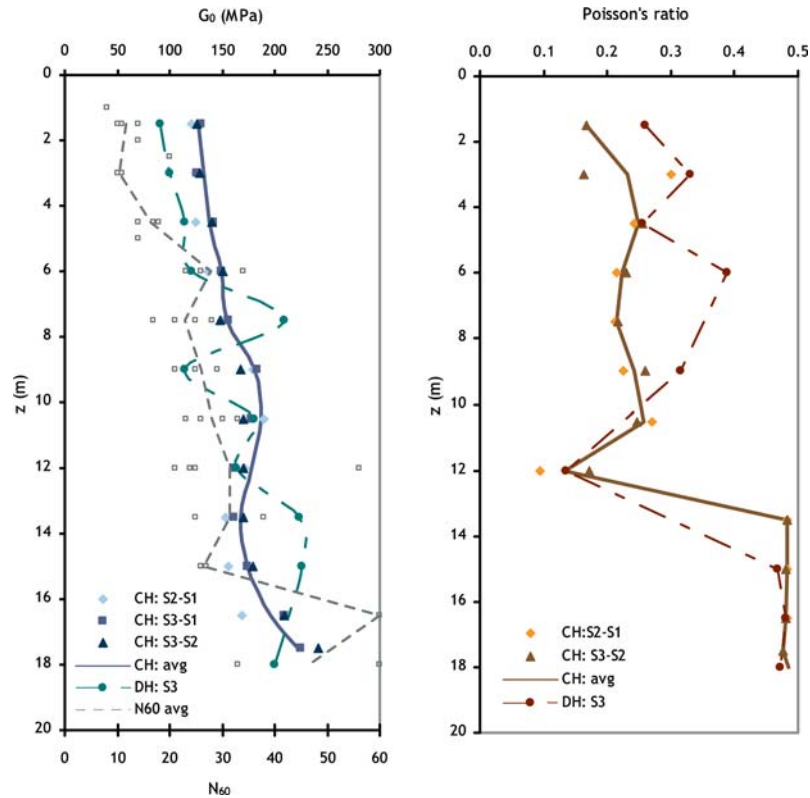 G₀ (MPa)
0 50 100 150 200 250 300
0
2
4
6
8
10
12
14
16
18
20
z (m)
CH: S2-S1
CH: S3-S1
CH: S3-S2
CH: avg
DH: S3
N60 avg
0 10 20 30 40 50 60
N₆₀
Poisson's ratio
0.0 0.1 0.2 0.3 0.4 0.5
0
2
4
6
8
10
12
14
16
18
20
z (m)
CH:S2-S1
CH: S3-S2
CH: avg
DH: S3